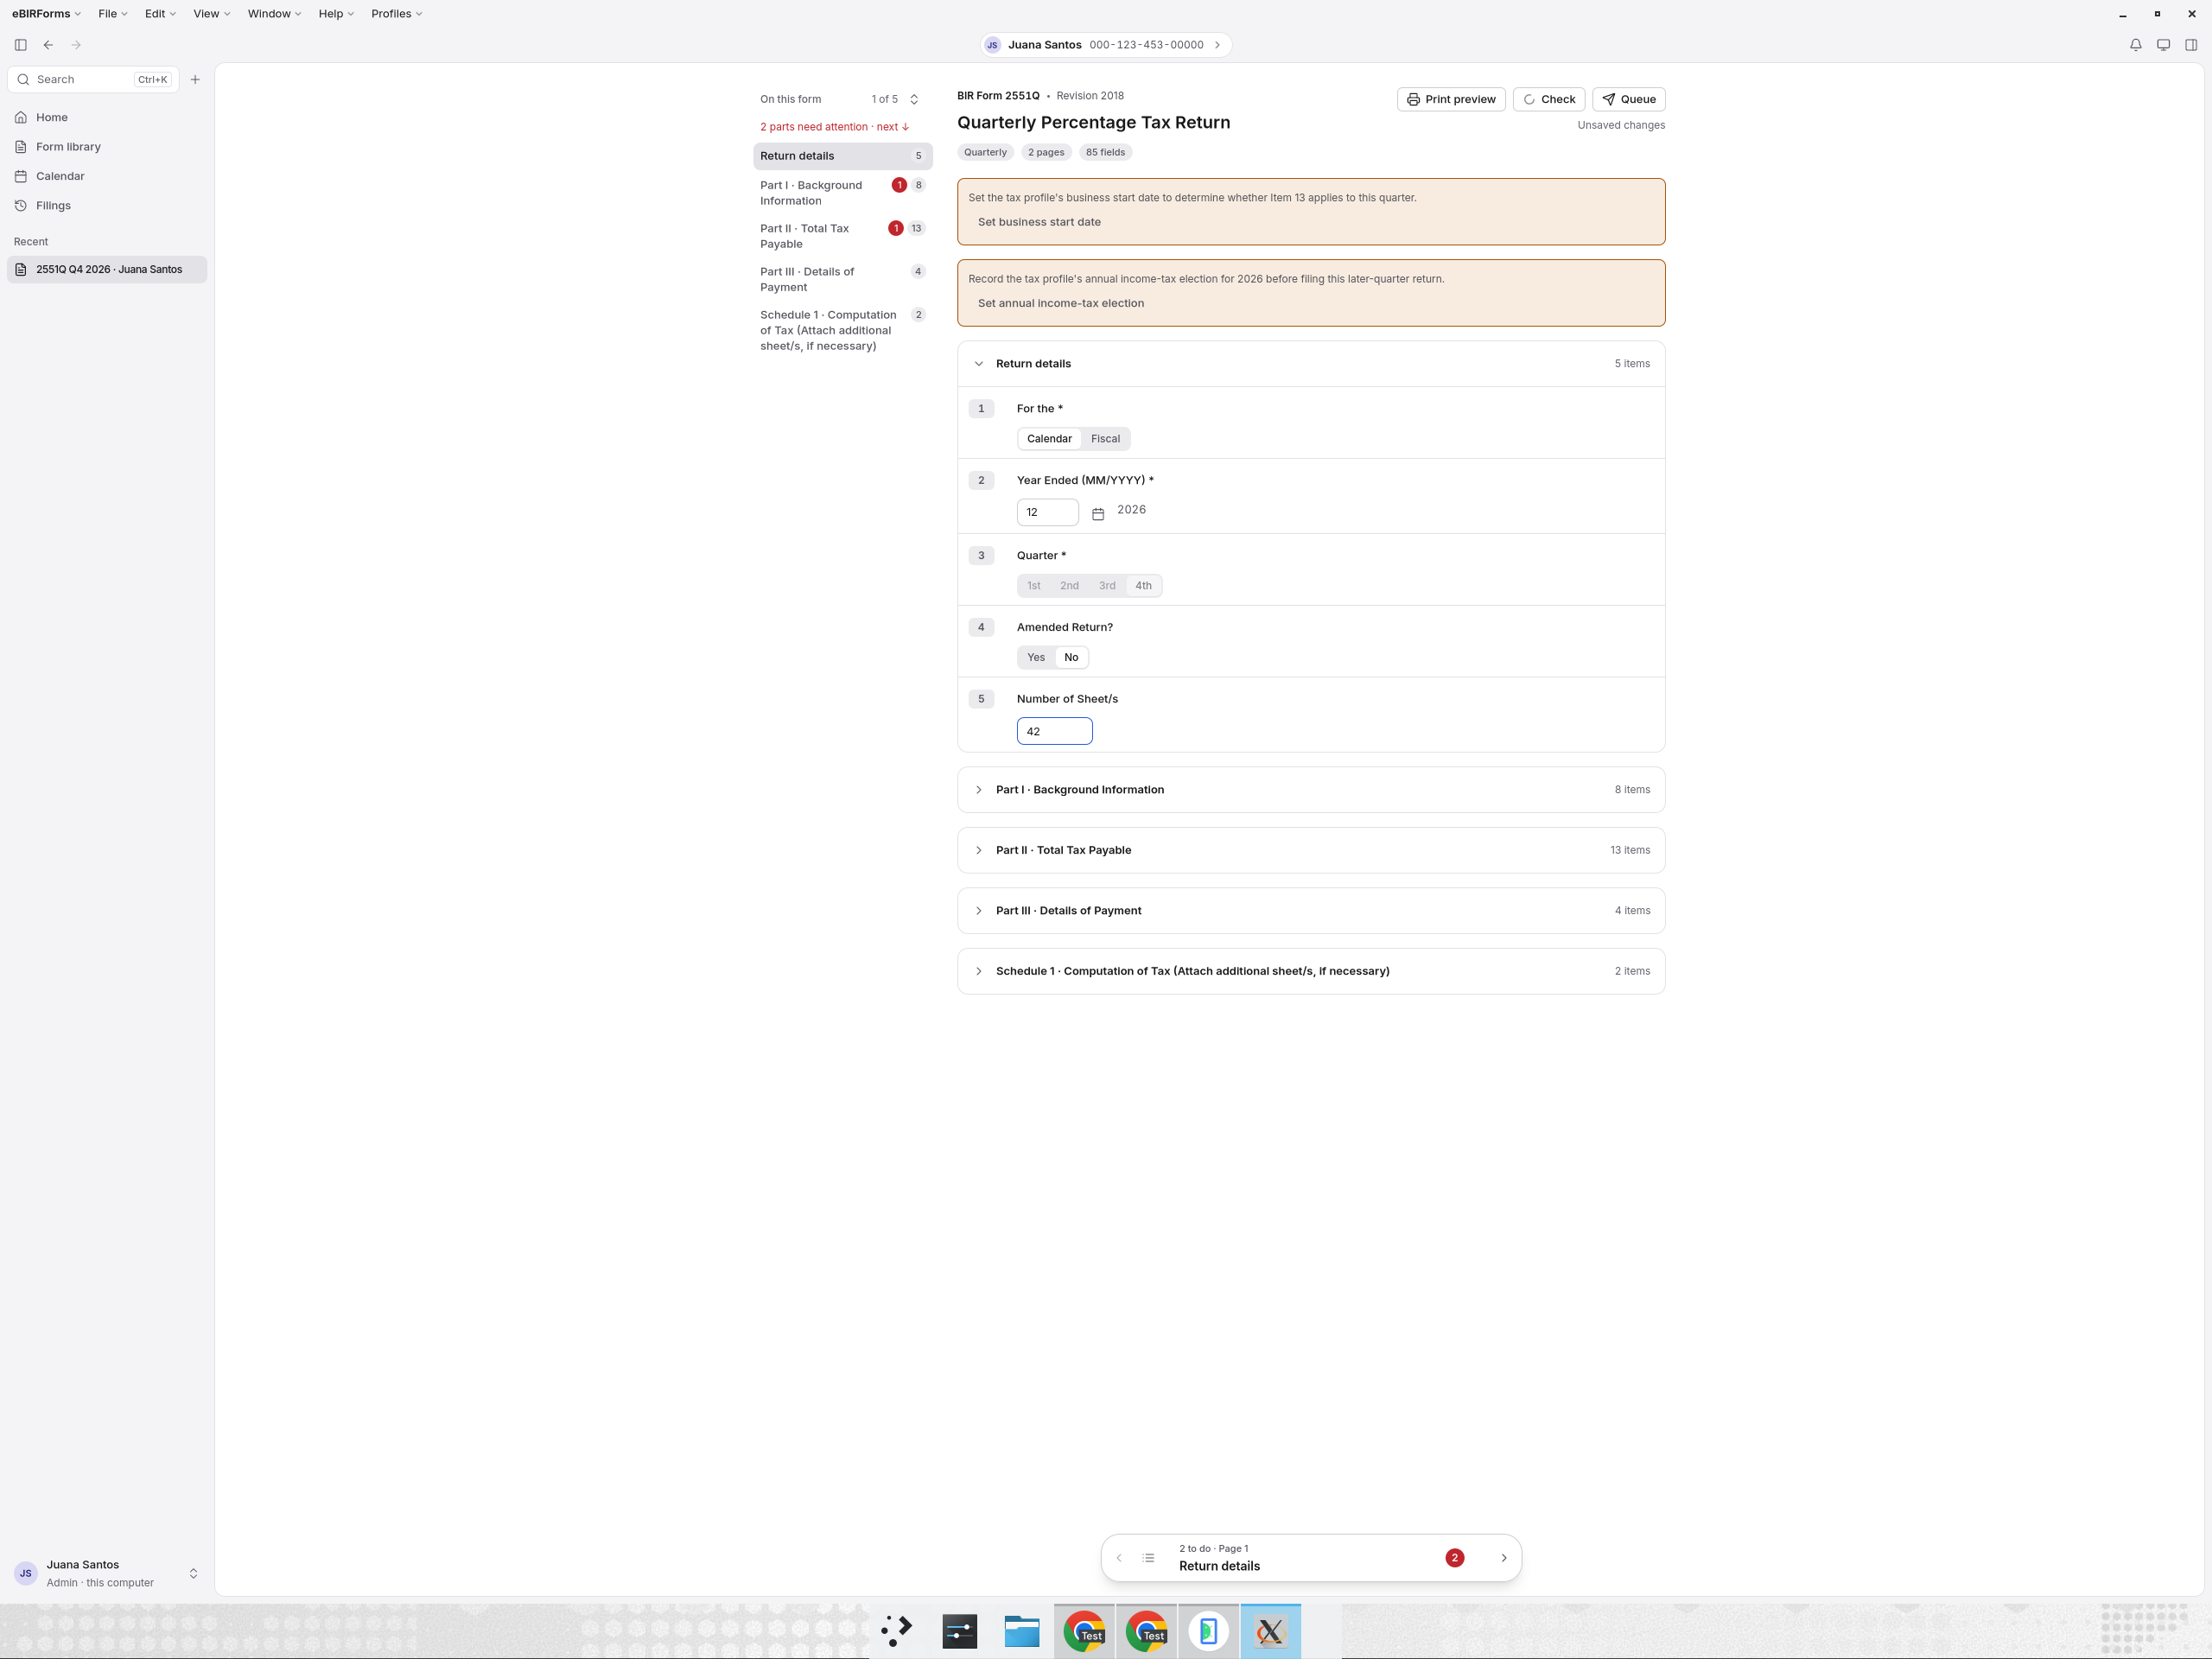 eBIRForms File Edit View Window Help Profiles
JS Juana Santos 000-123-453-00000
Search Ctrl+K
Home
Form library
Calendar
Filings
Recent
2551Q Q4 2026 · Juana Santos
On this form 1 of 5
2 parts need attention · next ↓
Return details 5
Part I · Background 1 8
Information
Part II · Total Tax 1 13
Payable
Part III · Details of 4
Payment
Schedule 1 · Computation 2
of Tax (Attach additional
sheet/s, if necessary)
BIR Form 2551Q • Revision 2018
Print preview Check Queue
Quarterly Percentage Tax Return
Unsaved changes
Quarterly 2 pages 85 fields
Set the tax profile's business start date to determine whether Item 13 applies to this quarter.
Set business start date
Record the tax profile's annual income-tax election for 2026 before filing this later-quarter return.
Set annual income-tax election
Return details 5 items
1 For the *
Calendar Fiscal
2 Year Ended (MM/YYYY) *
12 2026
3 Quarter *
1st 2nd 3rd 4th
4 Amended Return?
Yes No
5 Number of Sheet/s
42
Part I · Background Information 8 items
Part II · Total Tax Payable 13 items
Part III · Details of Payment 4 items
Schedule 1 · Computation of Tax (Attach additional sheet/s, if necessary) 2 items
2 to do · Page 1
Return details 2
JS Juana Santos
Admin · this computer
Test Test